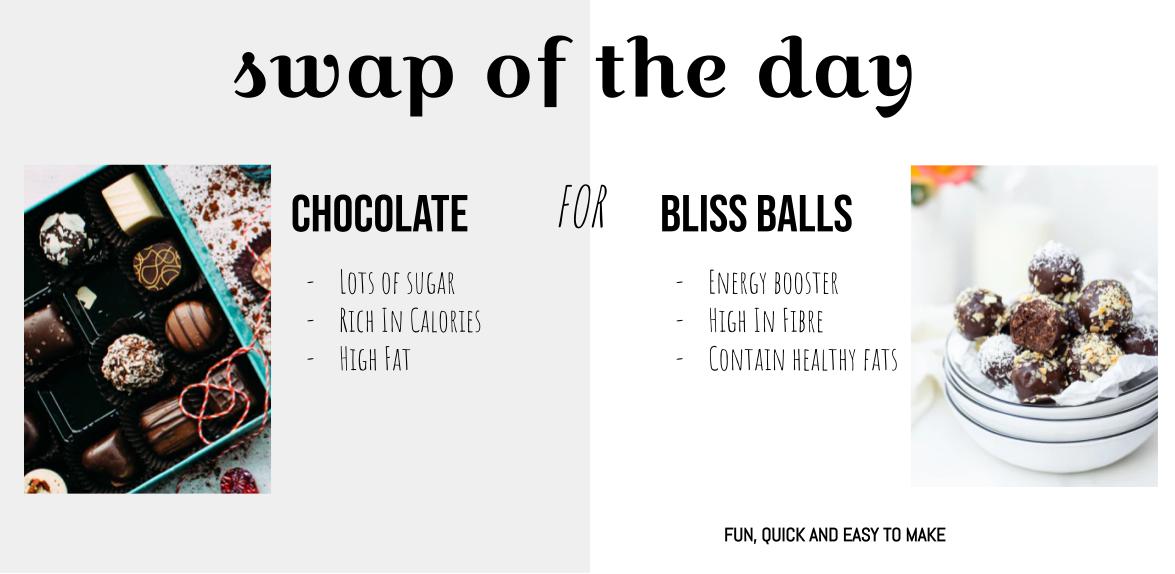 swap of the day
CHOCOLATE
FOR
BLISS BALLS
- LOTS OF SUGAR
- RICH IN CALORIES
- HIGH FAT
- ENERGY BOOSTER
- HIGH IN FIBRE
- CONTAIN HEALTHY FATS
FUN, QUICK AND EASY TO MAKE